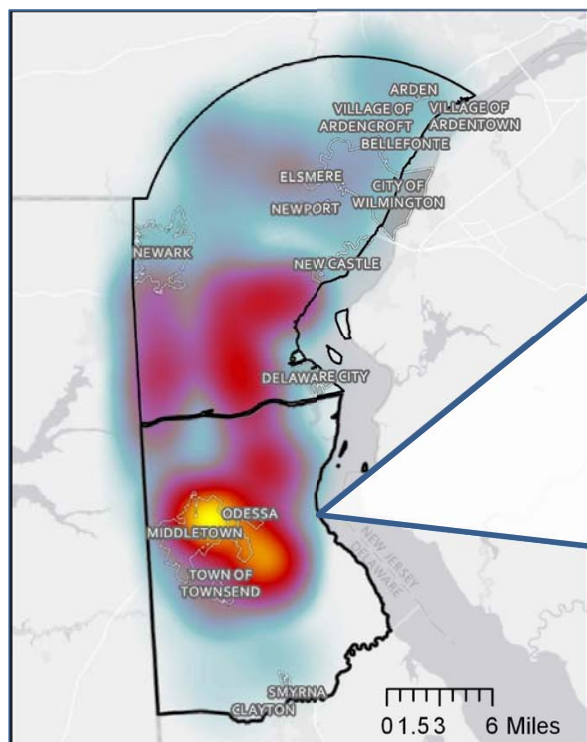 ARDEN
VILLAGE OF
ARDENCROFT
VILLAGE OF
ARDENTOWN
BELLEFONTE
ELSMERE
CITY OF
WILMINGTON
NEWPORT
NEWARK
NEW CASTLE
DELAWARE CITY
ODESSA
MIDDLETOWN
TOWN OF
TOWNSEND
NEW JERSEY
DELAWARE
SMYRNA
CLAYTON
0 1.5 3 6 Miles